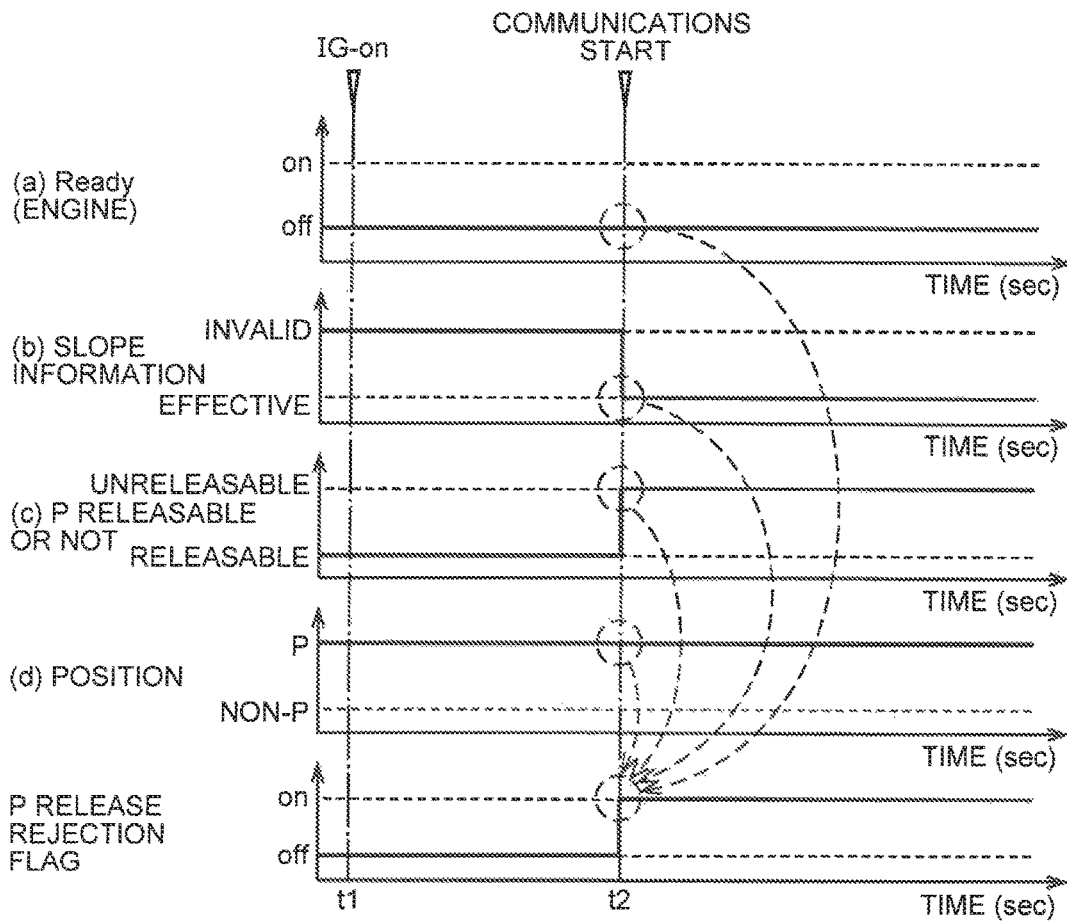 COMMUNICATIONS
START
IG-on
(a) Ready
(ENGINE)
on
off
TIME (sec)
(b) SLOPE
INFORMATION
INVALID
EFFECTIVE
TIME (sec)
(c) P RELEASABLE
OR NOT
UNRELEASABLE
RELEASABLE
TIME (sec)
(d) POSITION
P
NON-P
TIME (sec)
P RELEASE
REJECTION
FLAG
on
off
t1
t2
TIME (sec)